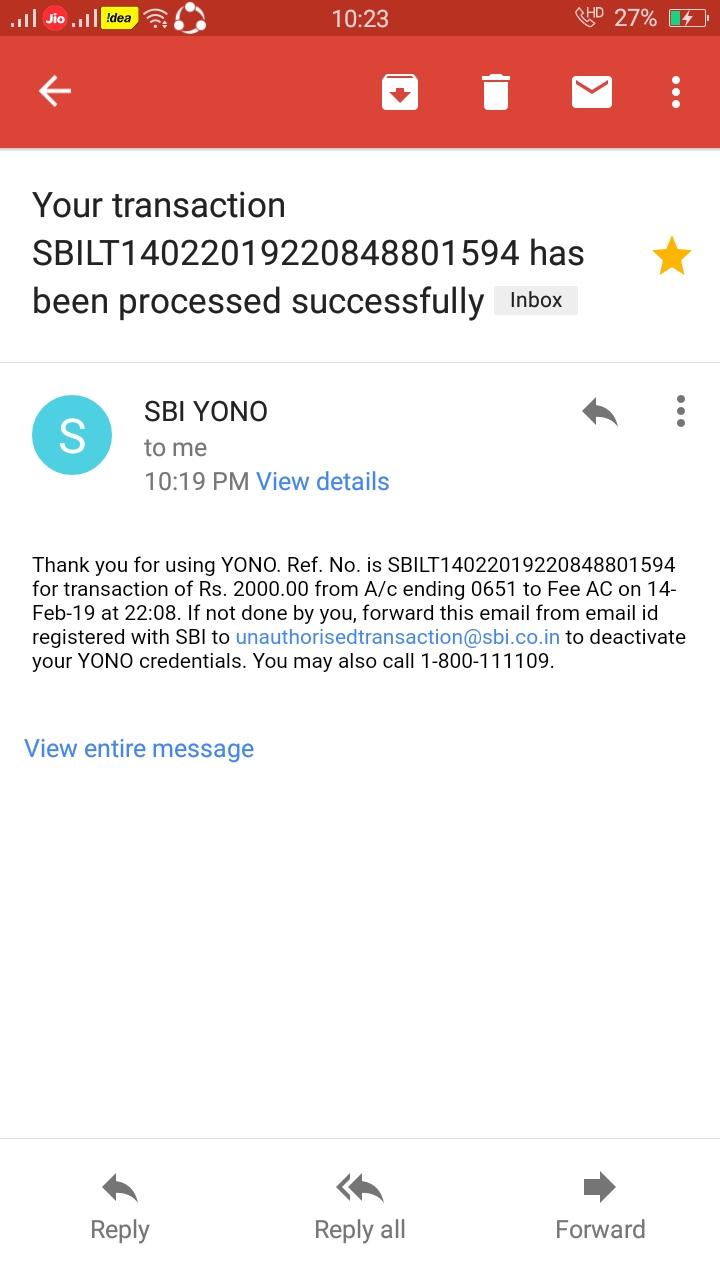 Jio !dea 10:23 HD 27%
Your transaction
SBILT14022019220848801594 has
been processed successfully Inbox
S SBI YONO
to me
10:19 PM View details
Thank you for using YONO. Ref. No. is SBILT14022019220848801594
for transaction of Rs. 2000.00 from A/c ending 0651 to Fee AC on 14-
Feb-19 at 22:08. If not done by you, forward this email from email id
registered with SBI to unauthorisedtransaction@sbi.co.in to deactivate
your YONO credentials. You may also call 1-800-111109.
View entire message
Reply Reply all Forward